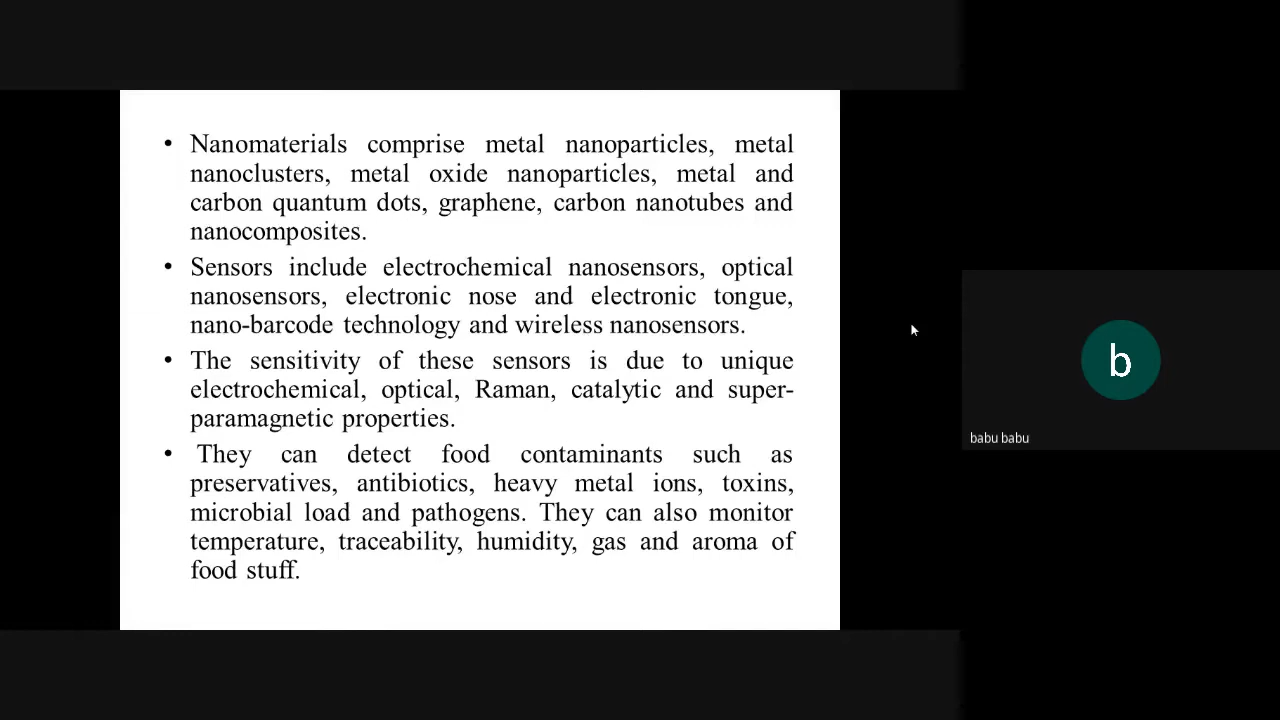 • Nanomaterials comprise metal nanoparticles, metal
nanoclusters, metal oxide nanoparticles, metal and
carbon quantum dots, graphene, carbon nanotubes and
nanocomposites.
• Sensors include electrochemical nanosensors, optical
nanosensors, electronic nose and electronic tongue,
nano-barcode technology and wireless nanosensors.
• The sensitivity of these sensors is due to unique
electrochemical, optical, Raman, catalytic and super-
paramagnetic properties.
• They can detect food contaminants such as
preservatives, antibiotics, heavy metal ions, toxins,
microbial load and pathogens. They can also monitor
temperature, traceability, humidity, gas and aroma of
food stuff.
b
babu babu